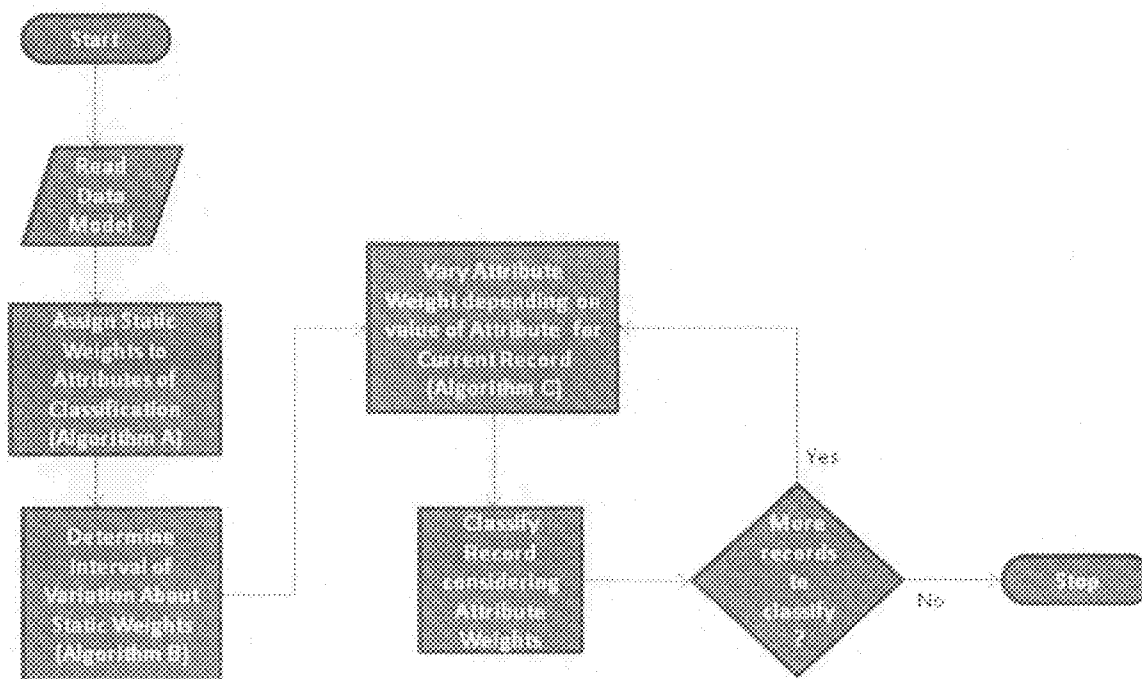 Start
Read
Data
Model
Assign Static
Weights to
Attributes of
Classification
(Algorithm A)
Determine
interval of
Variation About
Static Weights
(Algorithm B)
Vary Attribute
Weight depending on
value of Attribute for
Current Record
(Algorithm C)
Classify
Record
considering
Attribute
Weights
More
records
to
Classify
?
Yes
No
Stop